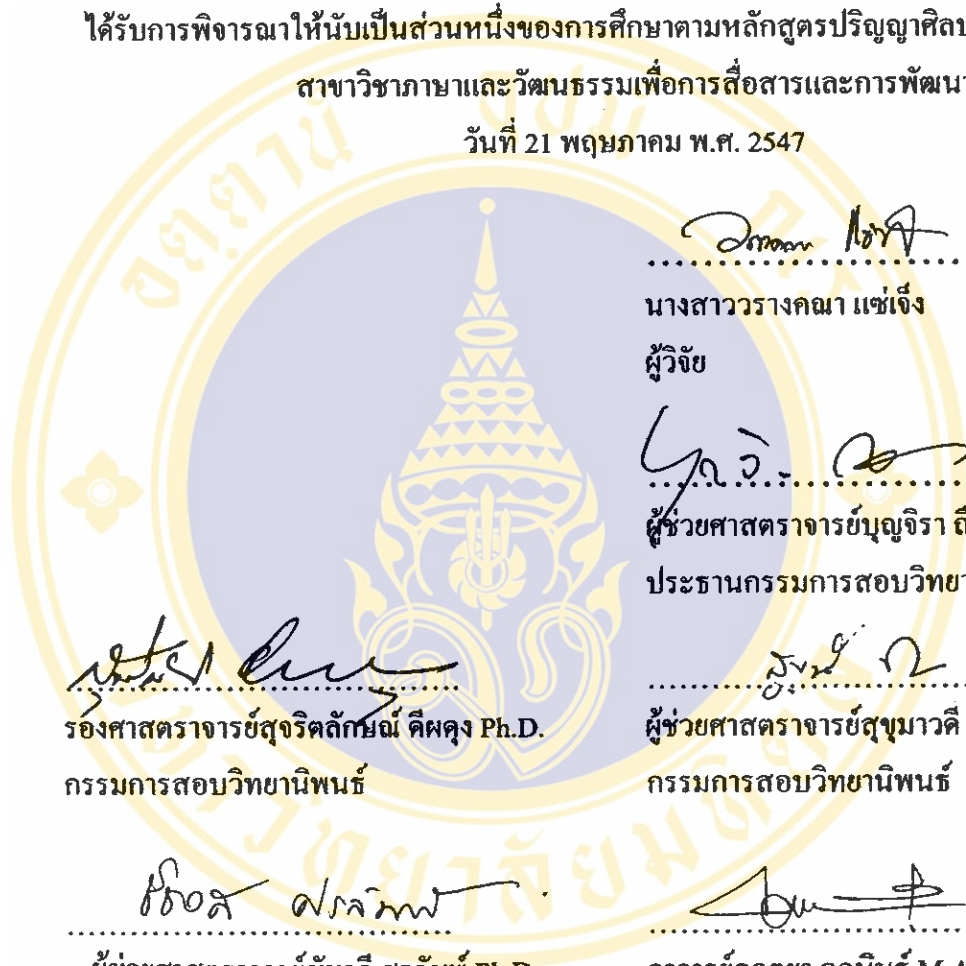 ได้รับการพิจารณาให้นับเป็นส่วนหนึ่งของการศึกษาตามหลักสูตรปริญญาศิลป
สาขาวิชาภาษาและวัฒนธรรมเพื่อการสื่อสารและการพัฒนา
วันที่ 21 พฤษภาคม พ.ศ. 2547
นางสาววรางคณา แซ่เจ็ง
ผู้วิจัย
ผู้ช่วยศาสตราจารย์บุญจิรา
ประธานกรรมการสอบวิทยา
รองศาสตราจารย์สุจริตลักษณ์ ดีผดุง Ph.D.
กรรมการสอบวิทยานิพนธ์
ผู้ช่วยศาสตราจารย์สุขุมาวดี
กรรมการสอบวิทยานิพนธ์